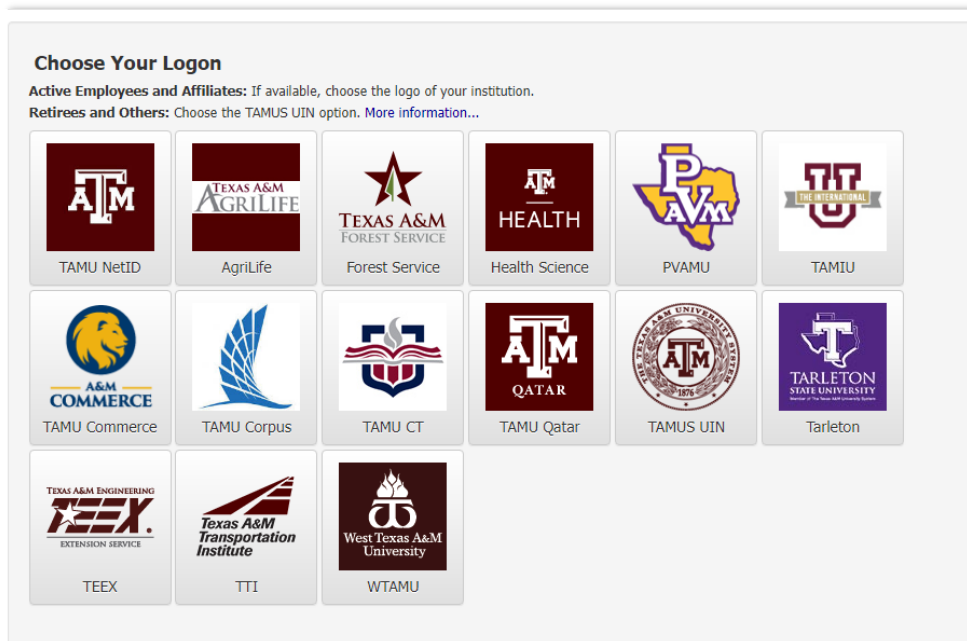 Choose Your Logon
Active Employees and Affiliates: If available, choose the logo of your institution.
Retirees and Others: Choose the TAMUS UIN option. More information...
ATM
TAMU NetID
TEXAS A&M
AGRILIFE
AgriLife
TEXAS A&M
FOREST SERVICE
Forest Service
ATM
HEALTH
Health Science
PVAMU
PVAMU
U
THE INTERNATIONAL
TAMIU
A&M
COMMERCE
TAMU Commerce
TAMU Corpus
TAMU CT
ATM
QATAR
TAMU Qatar
THE TEXAS A&M UNIVERSITY SYSTEM
ATM
1876
TAMUS UIN
T
TARLETON
STATE UNIVERSITY
Member of The Texas A&M University System
Tarleton
TEXAS A&M ENGINEERING
TEEX
EXTENSION SERVICE
TEEX
Texas A&M
Transportation
Institute
TTI
WT
West Texas A&M
University
WTAMU